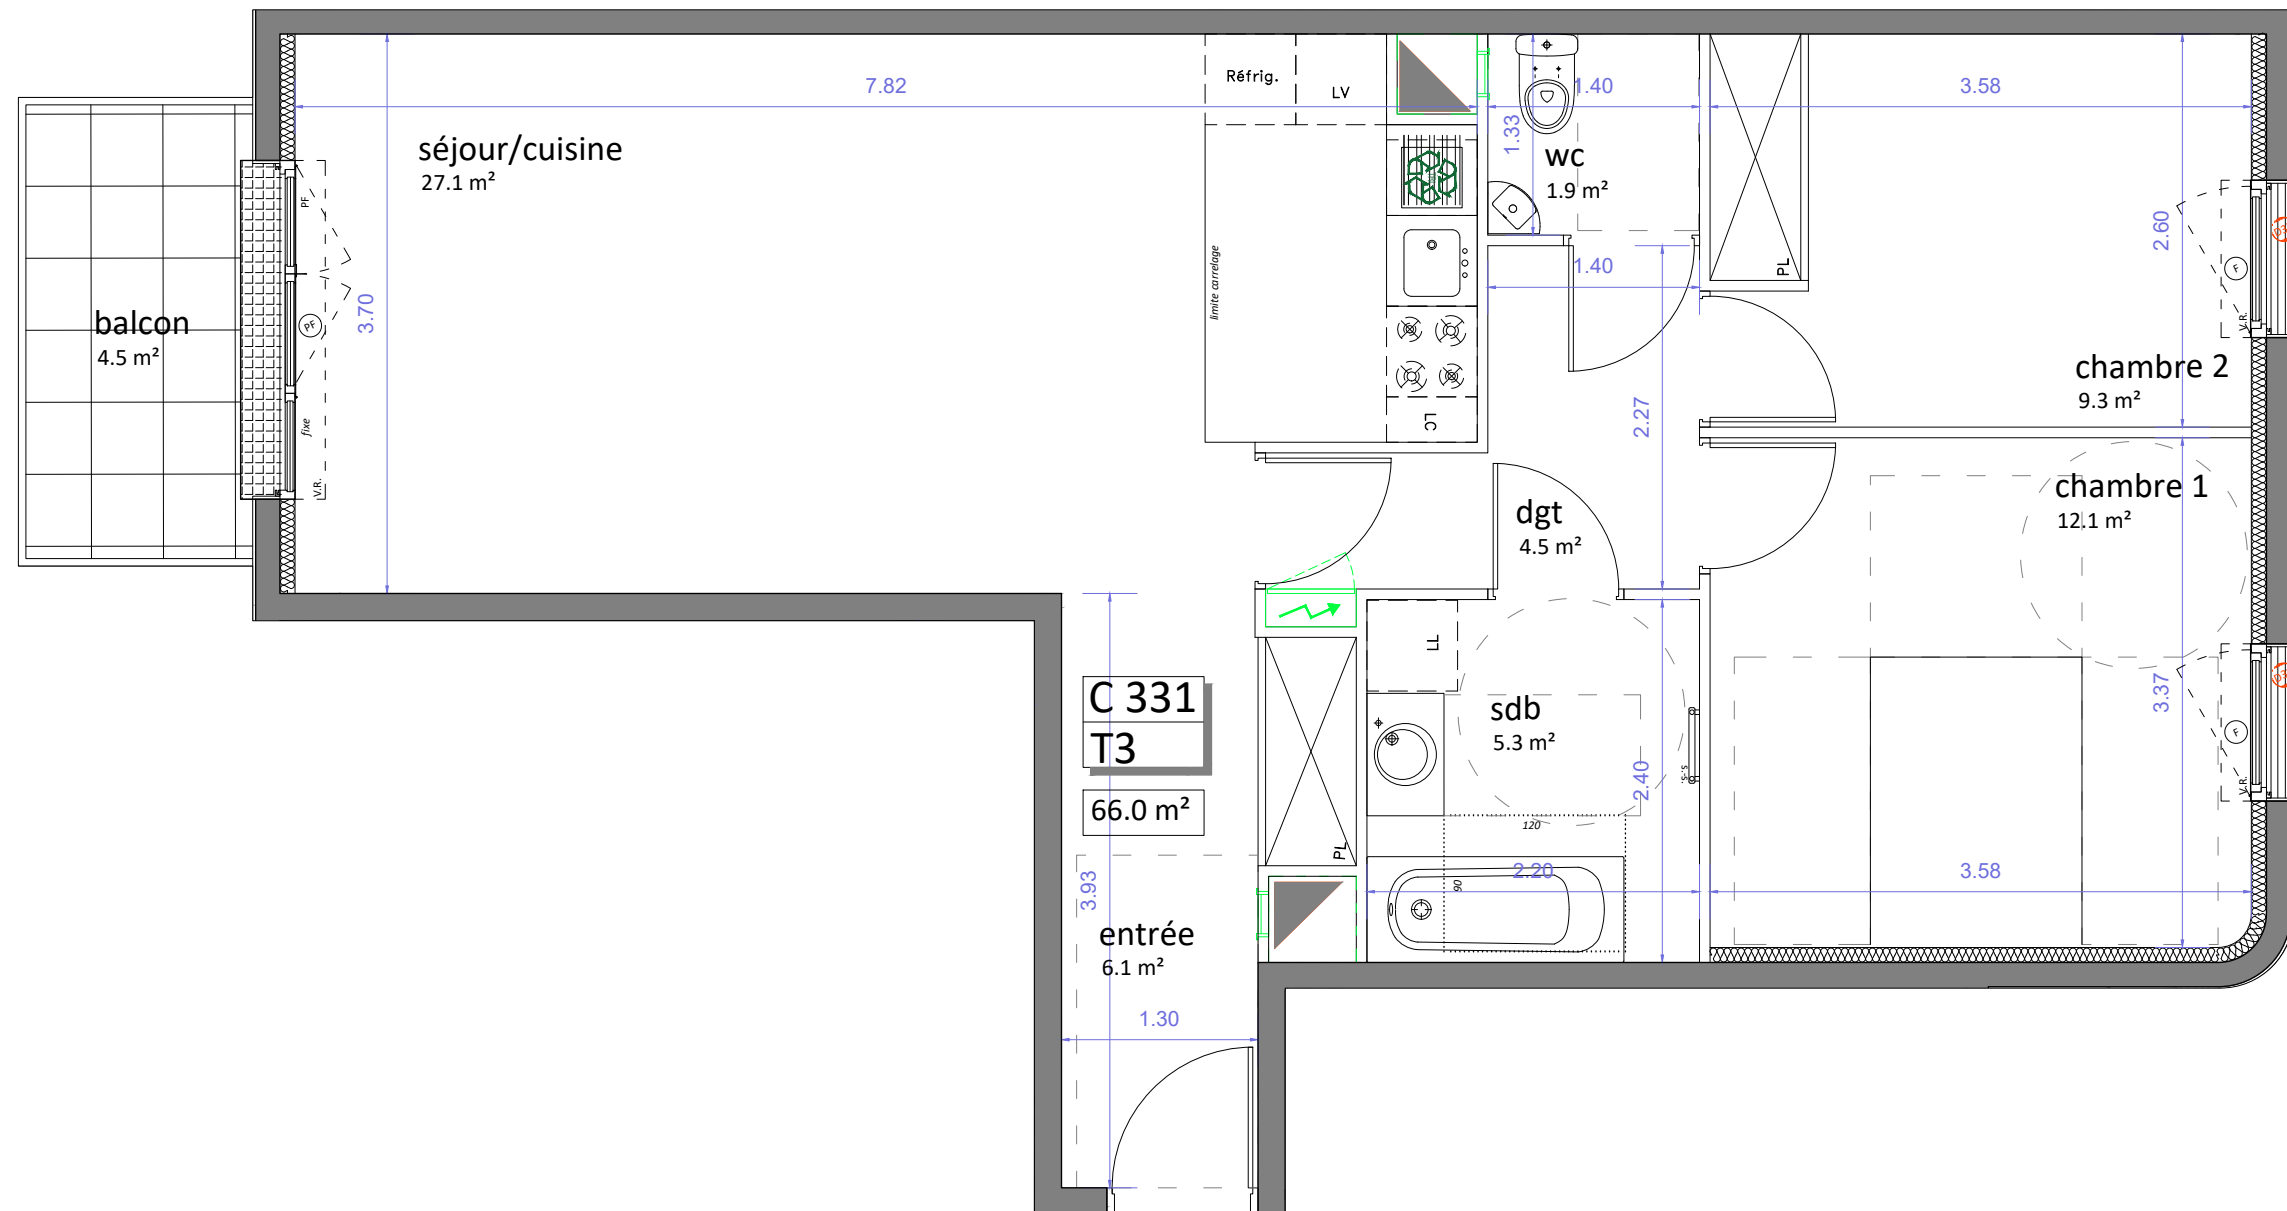 Réfrig.
LV
7.82
1.40
3.58
séjour/cuisine
27.1 m²
1.33
wc
1.9 m²
PF
2.60
limite carrelage
PL
1.40
F
balcon
4.5 m²
3.70
PF
V.R.
chambre 2
9.3 m²
LC
2.27
fixe
V.R.
chambre 1
12.1 m²
dgt
4.5 m²
LL
C 331
T3
66.0 m²
sdb
5.3 m²
3.37
F
V.R.
s.-s.
2.40
120
PL
90
2.20
3.58
3.93
entrée
6.1 m²
1.30